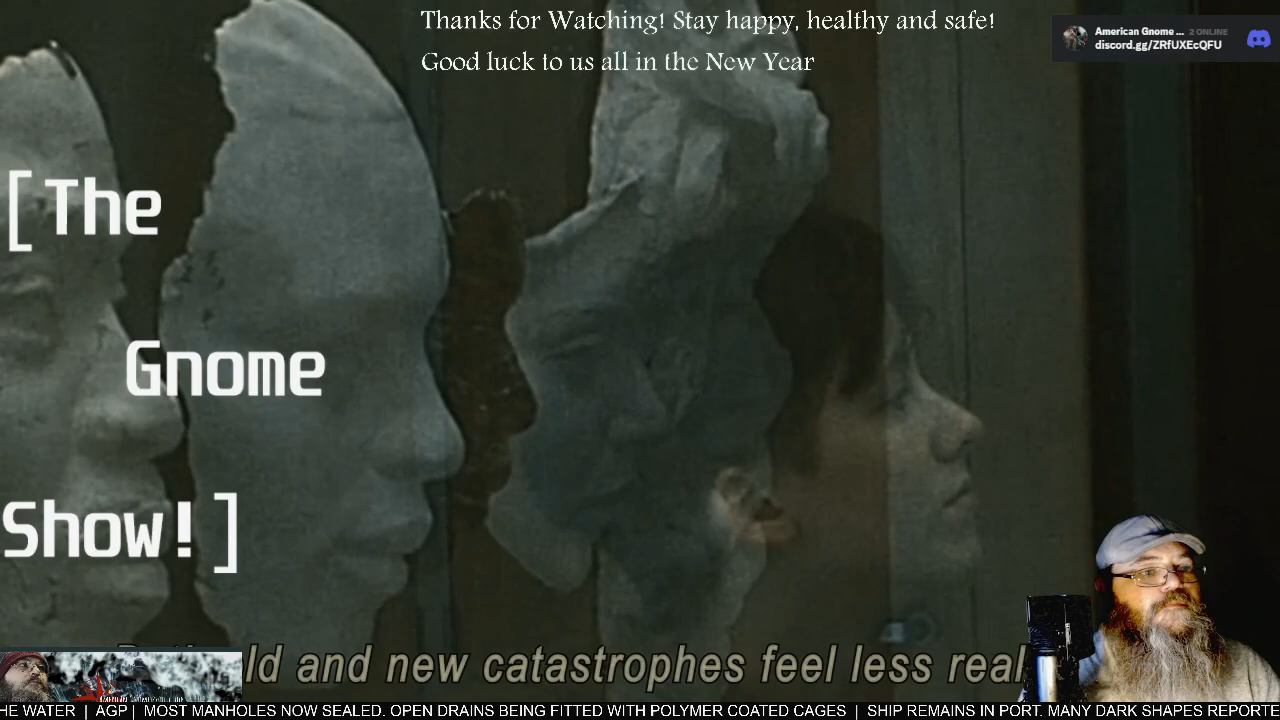 Thanks for Watching! Stay happy, healthy and safe!
Good luck to us all in the New Year
American Gnome ... 2 ONLINE
discord.gg/ZRfUXEcQFU
[The
Gnome
Show!]
ld and new catastrophes feel less real
HE WATER | AGP | MOST MANHOLES NOW SEALED. OPEN DRAINS BEING FITTED WITH POLYMER COATED CAGES | SHIP REMAINS IN PORT. MANY DARK SHAPES REPORTE